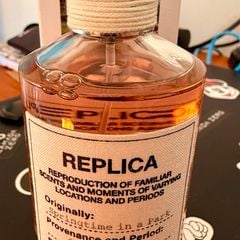 REPLICA
REPRODUCTION OF FAMILIAR
SCENTS AND MOMENTS OF VARYING
LOCATIONS AND PERIODS
Originally:
Springtime in a Park
Provenance and Period: